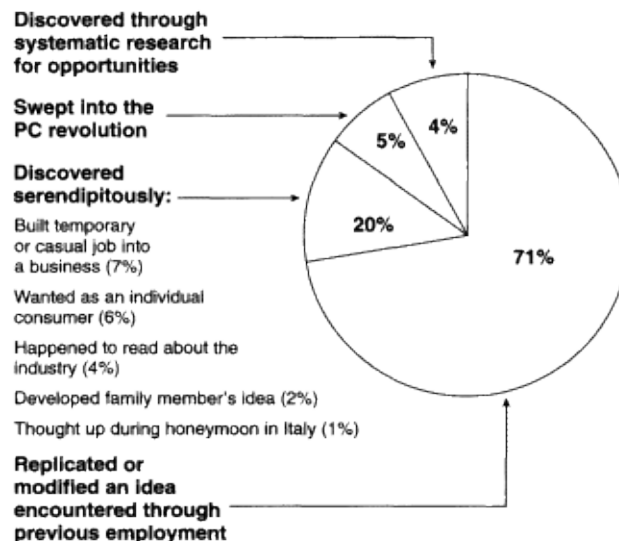 Discovered through
systematic research
for opportunities
Swept into the
PC revolution
Discovered
serendipitously:
Built temporary
or casual job into
a business (7%)
Wanted as an individual
consumer (6%)
Happened to read about the
industry (4%)
Developed family member's idea (2%)
Thought up during honeymoon in Italy (1%)
Replicated or
modified an idea
encountered through
previous employment
4%
5%
20%
71%